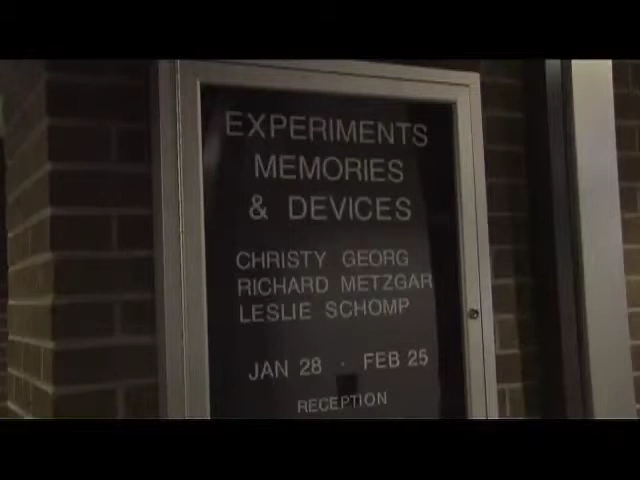 EXPERIMENTS
MEMORIES
& DEVICES
CHRISTY GEORG
RICHARD METZGAR
LESLIE SCHOMP
JAN 28 · FEB 25
RECEPTION